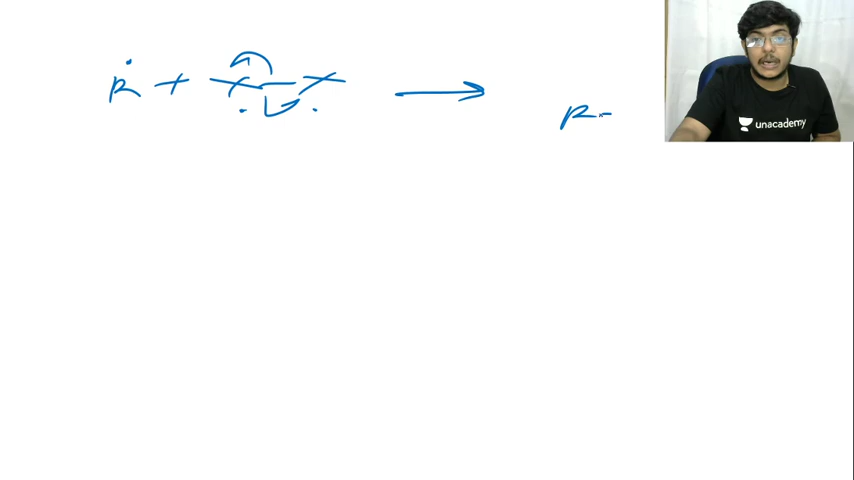 Ṙ + X — X ⟶
R -
unacademy